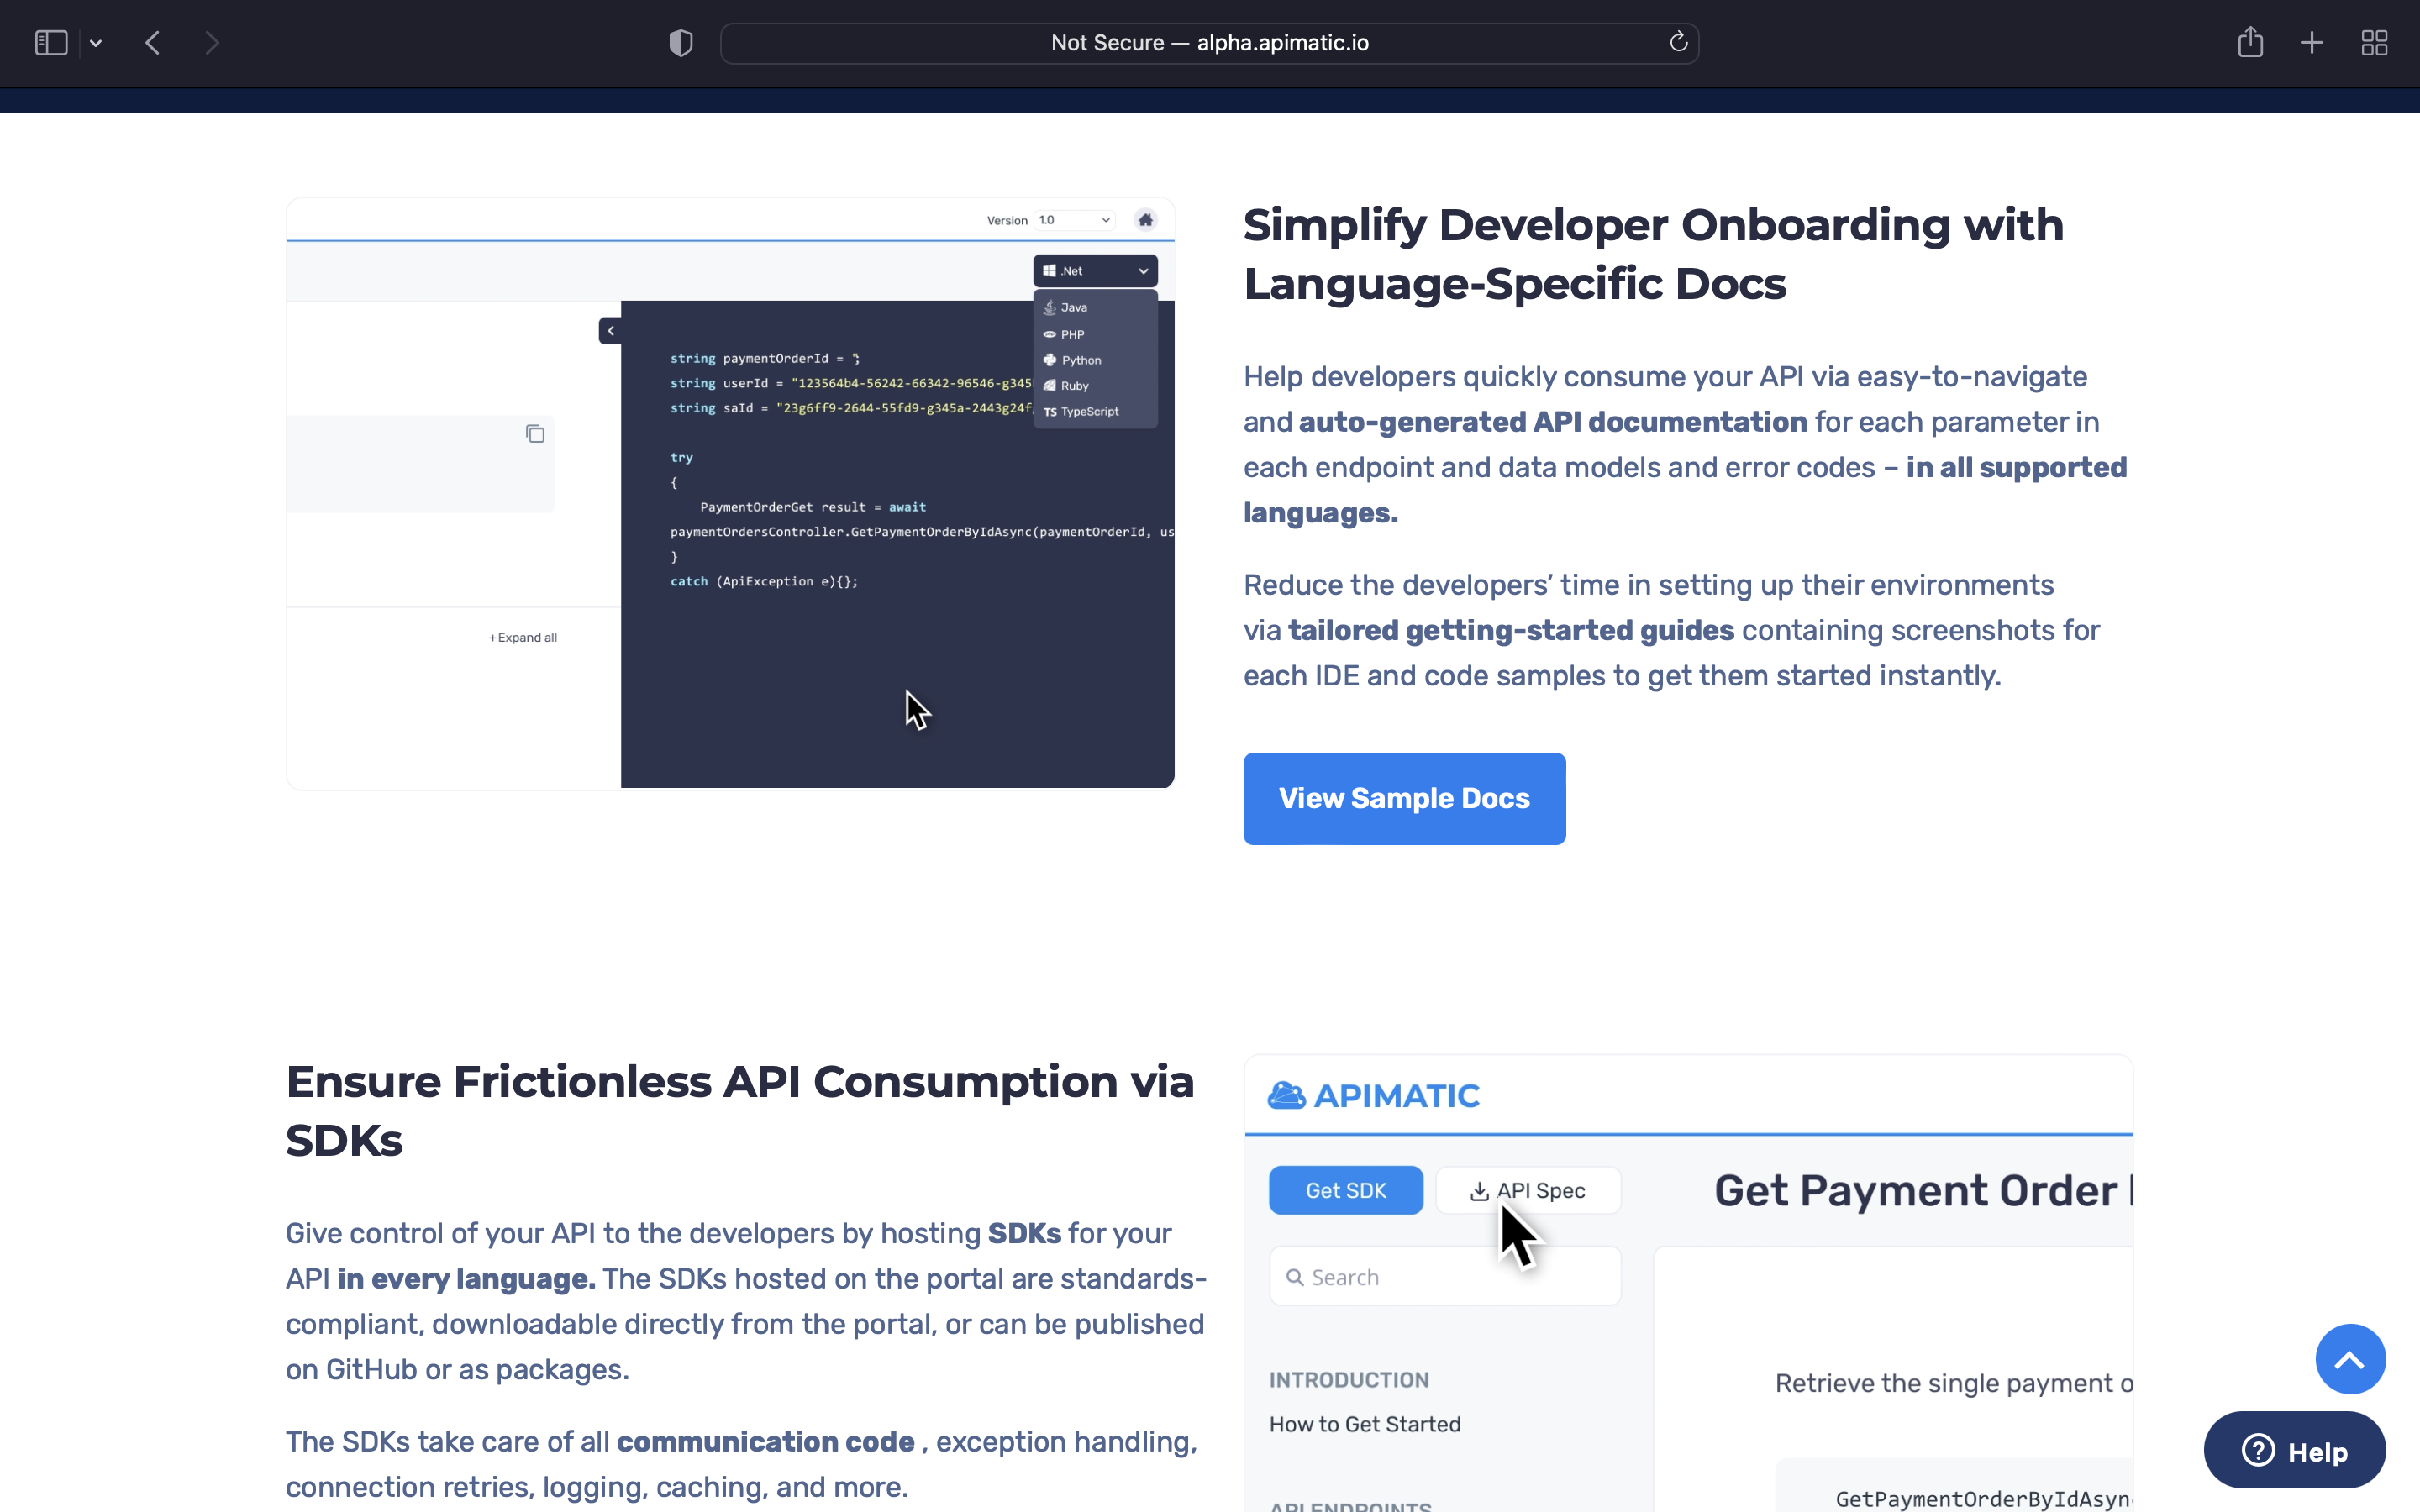 Not Secure — alpha.apimatic.io
Version 1.0
.Net
Java
PHP
Python
Ruby
TS TypeScript
string paymentOrderId = ";
string userId = "123564b4-56242-66342-96546-g345
string saId = "23g6ff9-2644-55fd9-g345a-2443g24f
try
{
PaymentOrderGet result = await
paymentOrdersController.GetPaymentOrderByIdAsync(paymentOrderId, us
}
catch (ApiException e){};
+Expand all
Simplify Developer Onboarding with
Language-Specific Docs
Help developers quickly consume your API via easy-to-navigate
and auto-generated API documentation for each parameter in
each endpoint and data models and error codes – in all supported
languages.
Reduce the developers’ time in setting up their environments
via tailored getting-started guides containing screenshots for
each IDE and code samples to get them started instantly.
View Sample Docs
Ensure Frictionless API Consumption via
SDKs
Give control of your API to the developers by hosting SDKs for your
API in every language. The SDKs hosted on the portal are standards-
compliant, downloadable directly from the portal, or can be published
on GitHub or as packages.
The SDKs take care of all communication code , exception handling,
connection retries, logging, caching, and more.
APIMATIC
Get SDK
API Spec
Get Payment Order
Search
INTRODUCTION
How to Get Started
Retrieve the single payment o
API ENDPOINTS
GetPaymentOrderByIdAsyn
Help